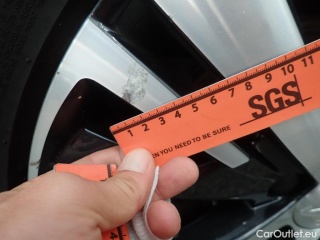 1 2 3 4 5 6 7 8 9 10 11
SGS
EN YOU NEED TO BE SURE
CarOutlet.eu